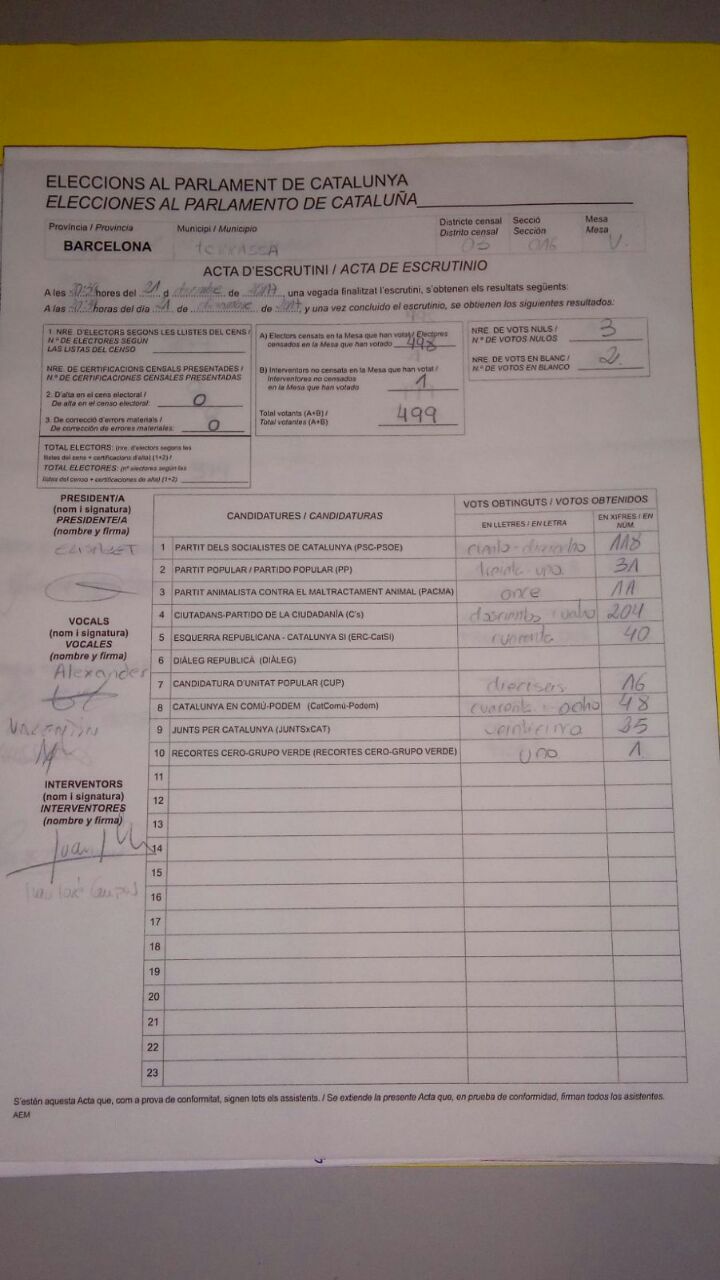 ELECCIONS AL PARLAMENT DE CATALUNYA
ELECCIONES AL PARLAMENTO DE CATALUÑA
Província / Provincia
BARCELONA
Municipi / Municipio
TERRASSA
Districte censal
Distrito censal
Secció
Sección
016
Mesa
Mesa
ACTA D'ESCRUTINI / ACTA DE ESCRUTINIO
A les hores del 21 d de 2017, una vegada finalitzat l'escrutini, s'obtenen els resultats següents:
A las horas del día 21 de de 2017, y una vez concluido el escrutinio, se obtienen los siguientes resultados:
1. NRE. D'ELECTORS SEGONS LES LLISTES DEL CENS /
N.º DE ELECTORES SEGÚN
LAS LISTAS DEL CENSO
NRE. DE CERTIFICACIONS CENSALS PRESENTADES /
N.º DE CERTIFICACIONES CENSALES PRESENTADAS
2. D'alta en el cens electoral /
De alta en el censo electoral: 0
3. De correcció d'errors materials /
De corrección de errores materiales: 0
TOTAL ELECTORS: (nre. d'electors segons les
llistes del cens + certificacions d'alta) (1+2) /
TOTAL ELECTORES: (nº electores según las
listes del censo + certificaciones de alta) (1+2)
A) Electors censats en la Mesa que han votat / Electores
censados en la Mesa que han votado 498
B) Interventors no censats en la Mesa que han votat /
Interventores no censados
en la Mesa que han votado 1
Total votants (A+B) /
Total votantes (A+B) 499
NRE. DE VOTS NULS /
N.º DE VOTOS NULOS 3
NRE. DE VOTS EN BLANC /
N.º DE VOTOS EN BLANCO 2
PRESIDENT/A
(nom i signatura)
PRESIDENTE/A
(nombre y firma)
ELISABET
VOCALS
(nom i signatura)
VOCALES
(nombre y firma)
Alexander
VALENTIN
INTERVENTORS
(nom i signatura)
INTERVENTORES
(nombre y firma)
CANDIDATURES / CANDIDATURAS
VOTS OBTINGUTS / VOTOS OBTENIDOS
EN LLETRES / EN LETRA
EN XIFRES / EN NÚM.
1 PARTIT DELS SOCIALISTES DE CATALUNYA (PSC-PSOE) ciento dieciocho 118
2 PARTIT POPULAR / PARTIDO POPULAR (PP) treinta uno 31
3 PARTIT ANIMALISTA CONTRA EL MALTRACTAMENT ANIMAL (PACMA) once 11
4 CIUTADANS-PARTIDO DE LA CIUDADANÍA (C's) doscientos cuatro 204
5 ESQUERRA REPUBLICANA - CATALUNYA SÍ (ERC-CatSí) cuarenta 40
6 DIÀLEG REPUBLICÀ (DIÀLEG)
7 CANDIDATURA D'UNITAT POPULAR (CUP) dieciseis 16
8 CATALUNYA EN COMÚ-PODEM (CatComú-Podem) cuarenta ocho 48
9 JUNTS PER CATALUNYA (JUNTSxCAT) 25
10 RECORTES CERO-GRUPO VERDE (RECORTES CERO-GRUPO VERDE) uno 1
11
12
13
14
15
16
17
18
19
20
21
22
23
S'estén aquesta Acta que, com a prova de conformitat, signen tots els assistents. / Se extiende la presente Acta que, en prueba de conformidad, firman todos los asistentes.
AEM